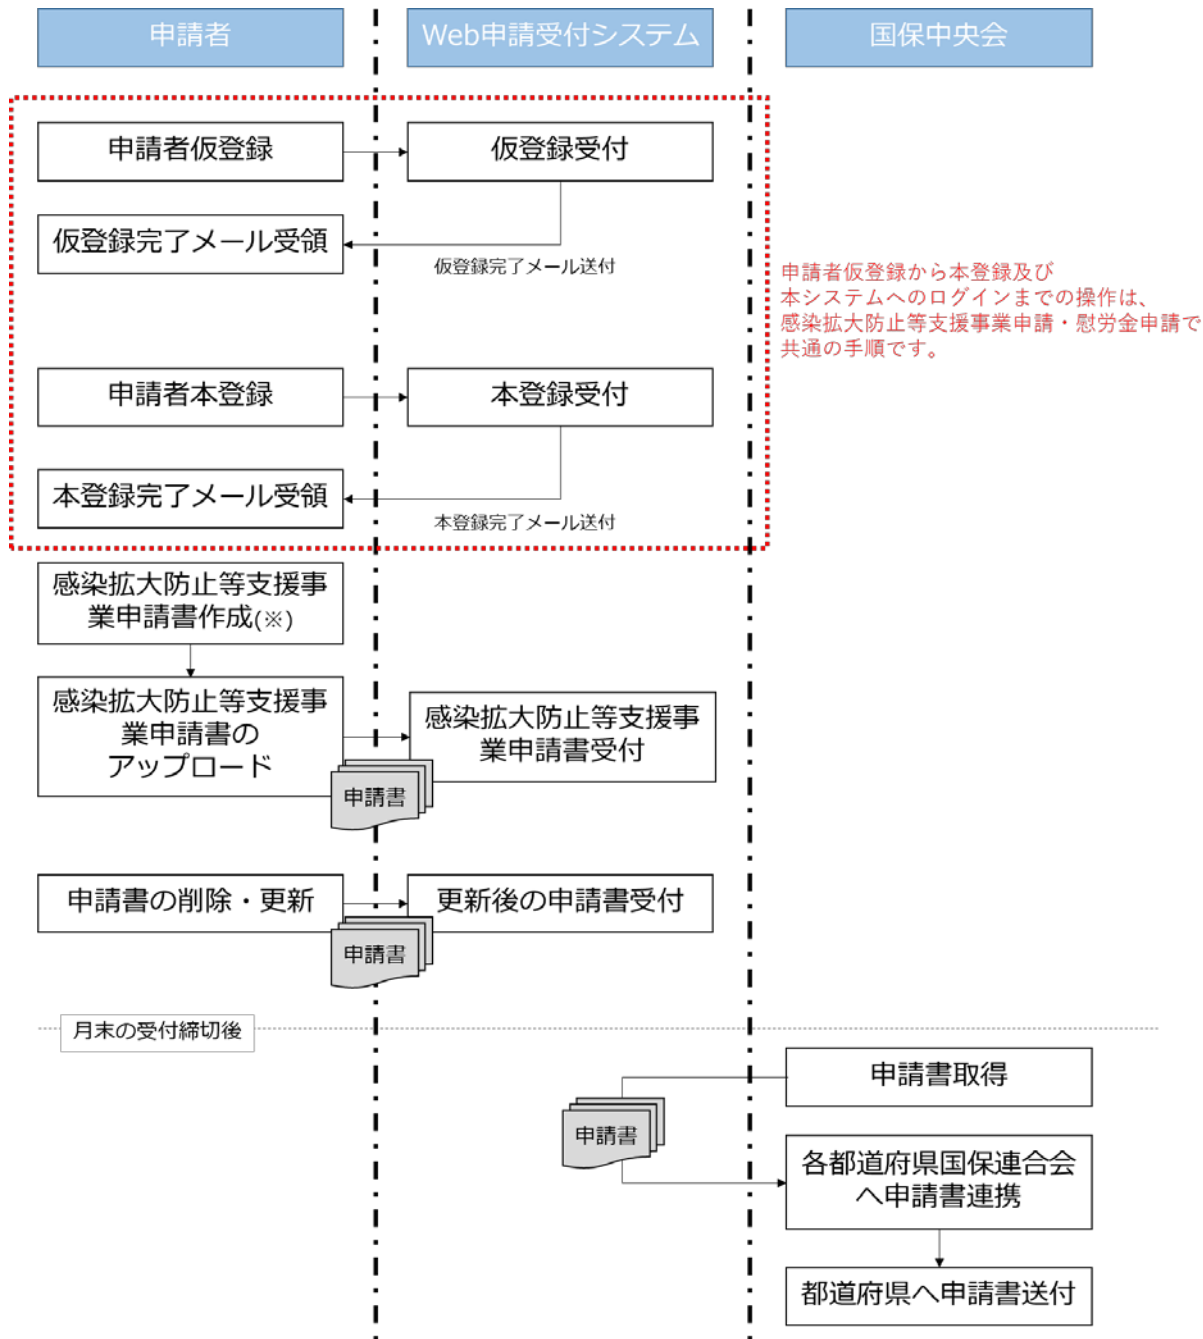 申請者
Web申請受付システム
国保中央会
申請者仮登録
仮登録受付
仮登録完了メール受領
仮登録完了メール送付
申請者仮登録から本登録及び
本システムへのログインまでの操作は、
感染拡大防止等支援事業申請・慰労金申請で
共通の手順です。
申請者本登録
本登録受付
本登録完了メール受領
本登録完了メール送付
感染拡大防止等支援事
業申請書作成(※)
感染拡大防止等支援事
業申請書の
アップロード
感染拡大防止等支援事
業申請書受付
申請書
申請書の削除・更新
更新後の申請書受付
申請書
月末の受付締切後
申請書取得
申請書
各都道府県国保連合会
へ申請書連携
都道府県へ申請書送付